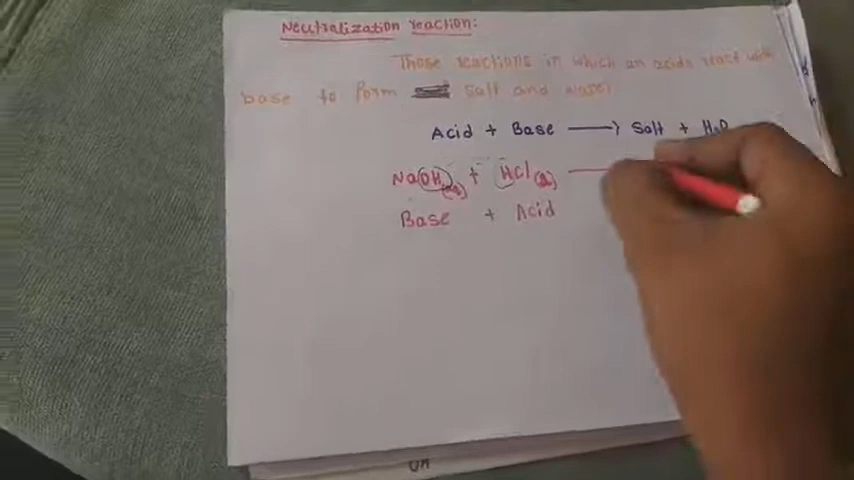 Neutralization reaction:
Those reactions in which an acids react with
base to form salt and water
Acid + Base ⟶ Salt + H₂O
NaOH + HCl ⟶
Base + Acid